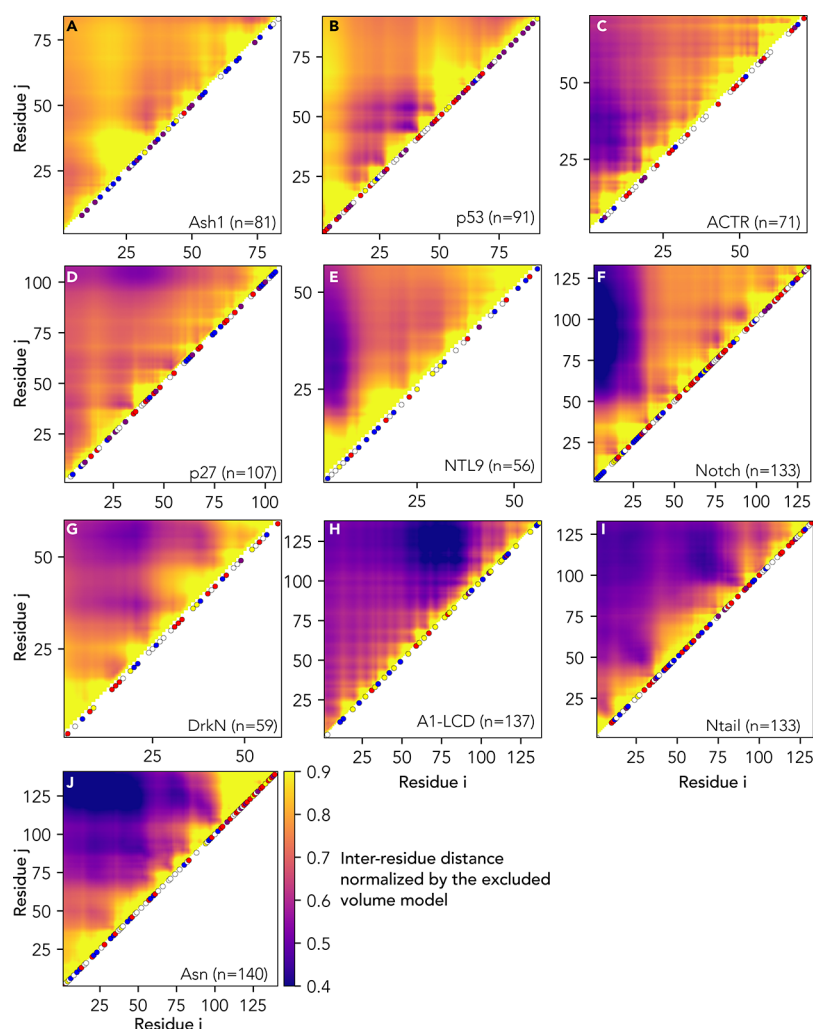 A
B
C
75
50
25
Residue j
Ash1 (n=81)
25
50
75
75
50
25
p53 (n=91)
25
50
75
50
25
ACTR (n=71)
25
50
D
E
F
100
75
50
25
Residue j
p27 (n=107)
25
50
75
100
50
25
NTL9 (n=56)
25
50
125
100
75
50
25
Notch (n=133)
25
50
75
100
125
G
H
I
50
25
Residue j
DrkN (n=59)
25
50
125
100
75
50
25
A1-LCD (n=137)
25
50
75
100
125
Residue i
125
100
75
50
25
Ntail (n=133)
25
50
75
100
125
Residue i
J
125
100
75
50
25
Residue j
Asn (n=140)
25
50
75
100
125
Residue i
0.9
0.8
0.7
0.6
0.5
0.4
Inter-residue distance
normalized by the excluded
volume model